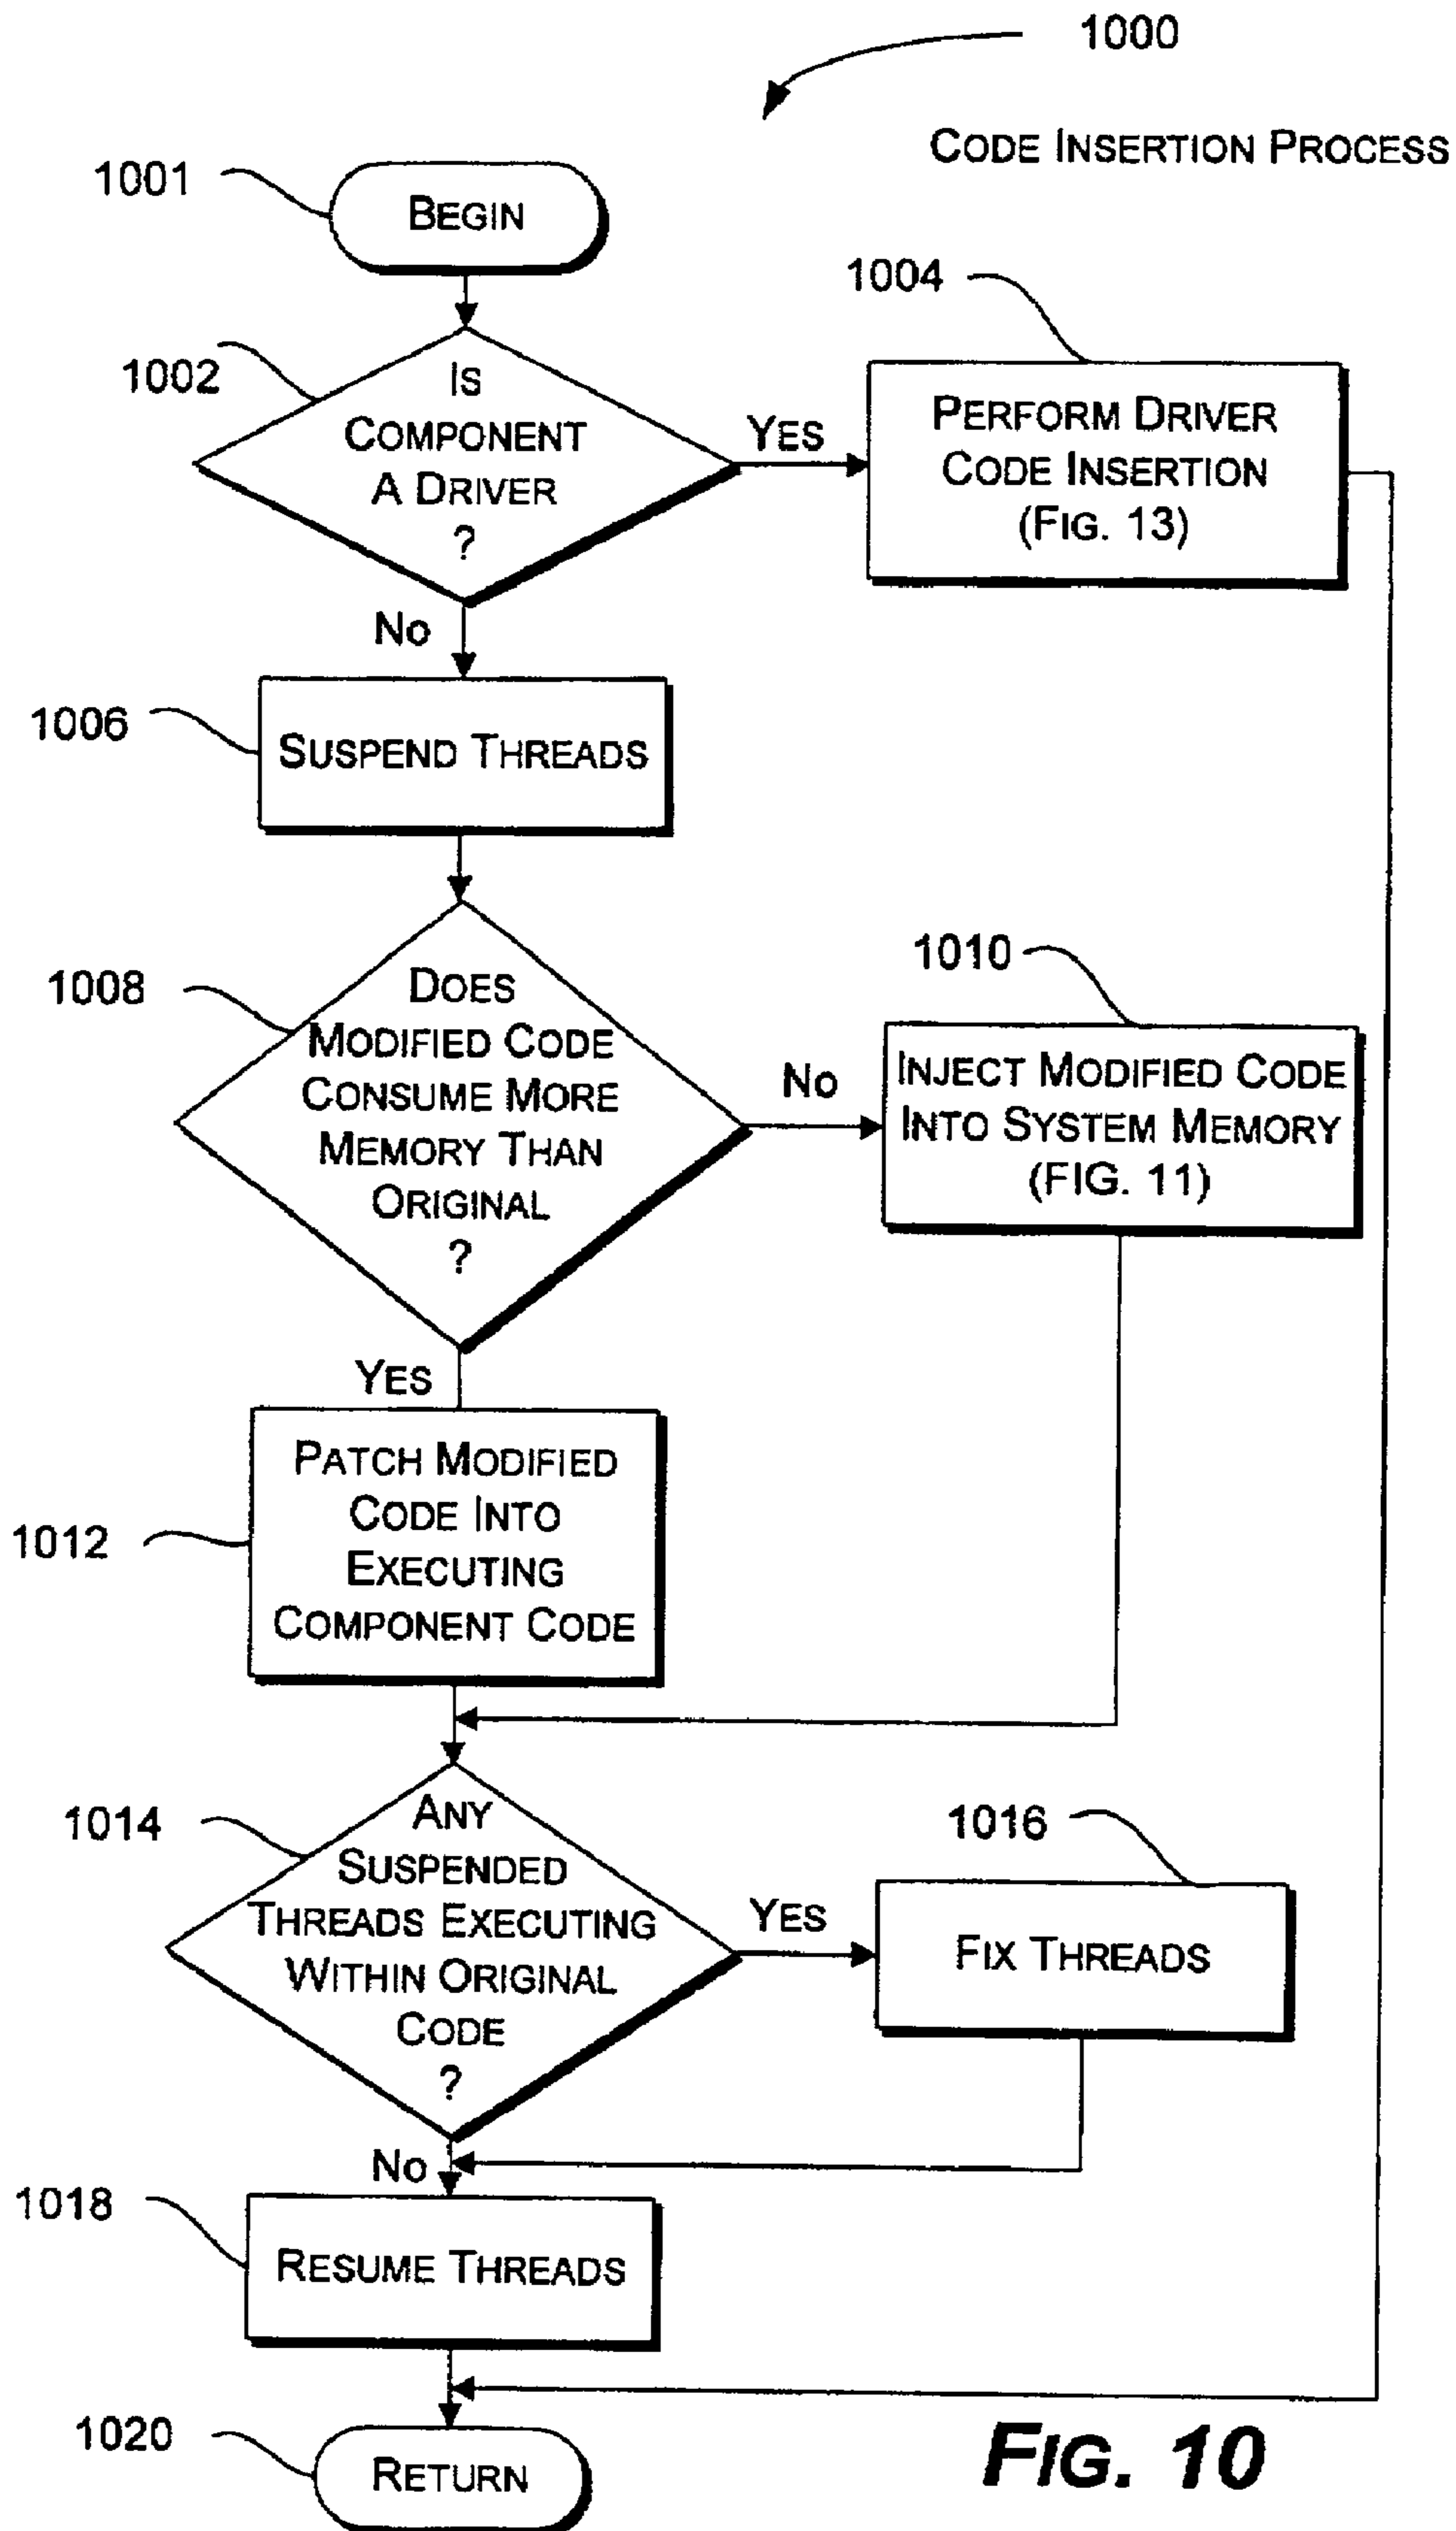 1000
CODE INSERTION PROCESS
1001
BEGIN
1004
1002
IS
COMPONENT
A DRIVER
?
YES
PERFORM DRIVER
CODE INSERTION
(FIG. 13)
NO
1006
SUSPEND THREADS
1008
DOES
MODIFIED CODE
CONSUME MORE
MEMORY THAN
ORIGINAL
?
NO
1010
INJECT MODIFIED CODE
INTO SYSTEM MEMORY
(FIG. 11)
YES
1012
PATCH MODIFIED
CODE INTO
EXECUTING
COMPONENT CODE
1014
ANY
SUSPENDED
THREADS EXECUTING
WITHIN ORIGINAL
CODE
?
YES
1016
FIX THREADS
NO
1018
RESUME THREADS
1020
RETURN
FIG. 10